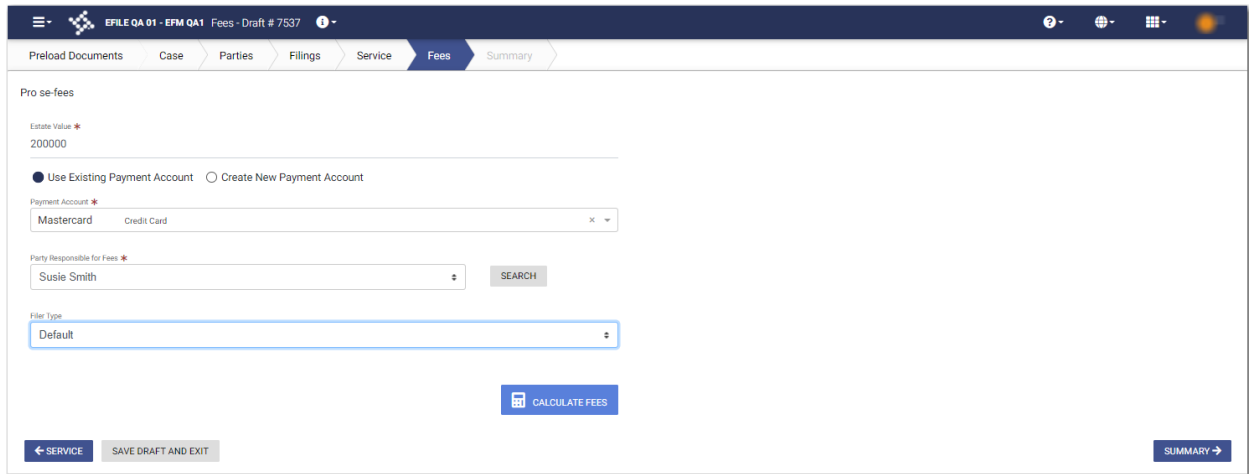 EFILE QA 01 - EFM QA1 Fees - Draft # 7537
Preload Documents Case Parties Filings Service Fees Summary
Pro se-fees
Estate Value *
200000
Use Existing Payment Account Create New Payment Account
Payment Account *
Mastercard Credit Card
Party Responsible for Fees *
Susie Smith SEARCH
Filer Type
Default
CALCULATE FEES
SERVICE SAVE DRAFT AND EXIT SUMMARY